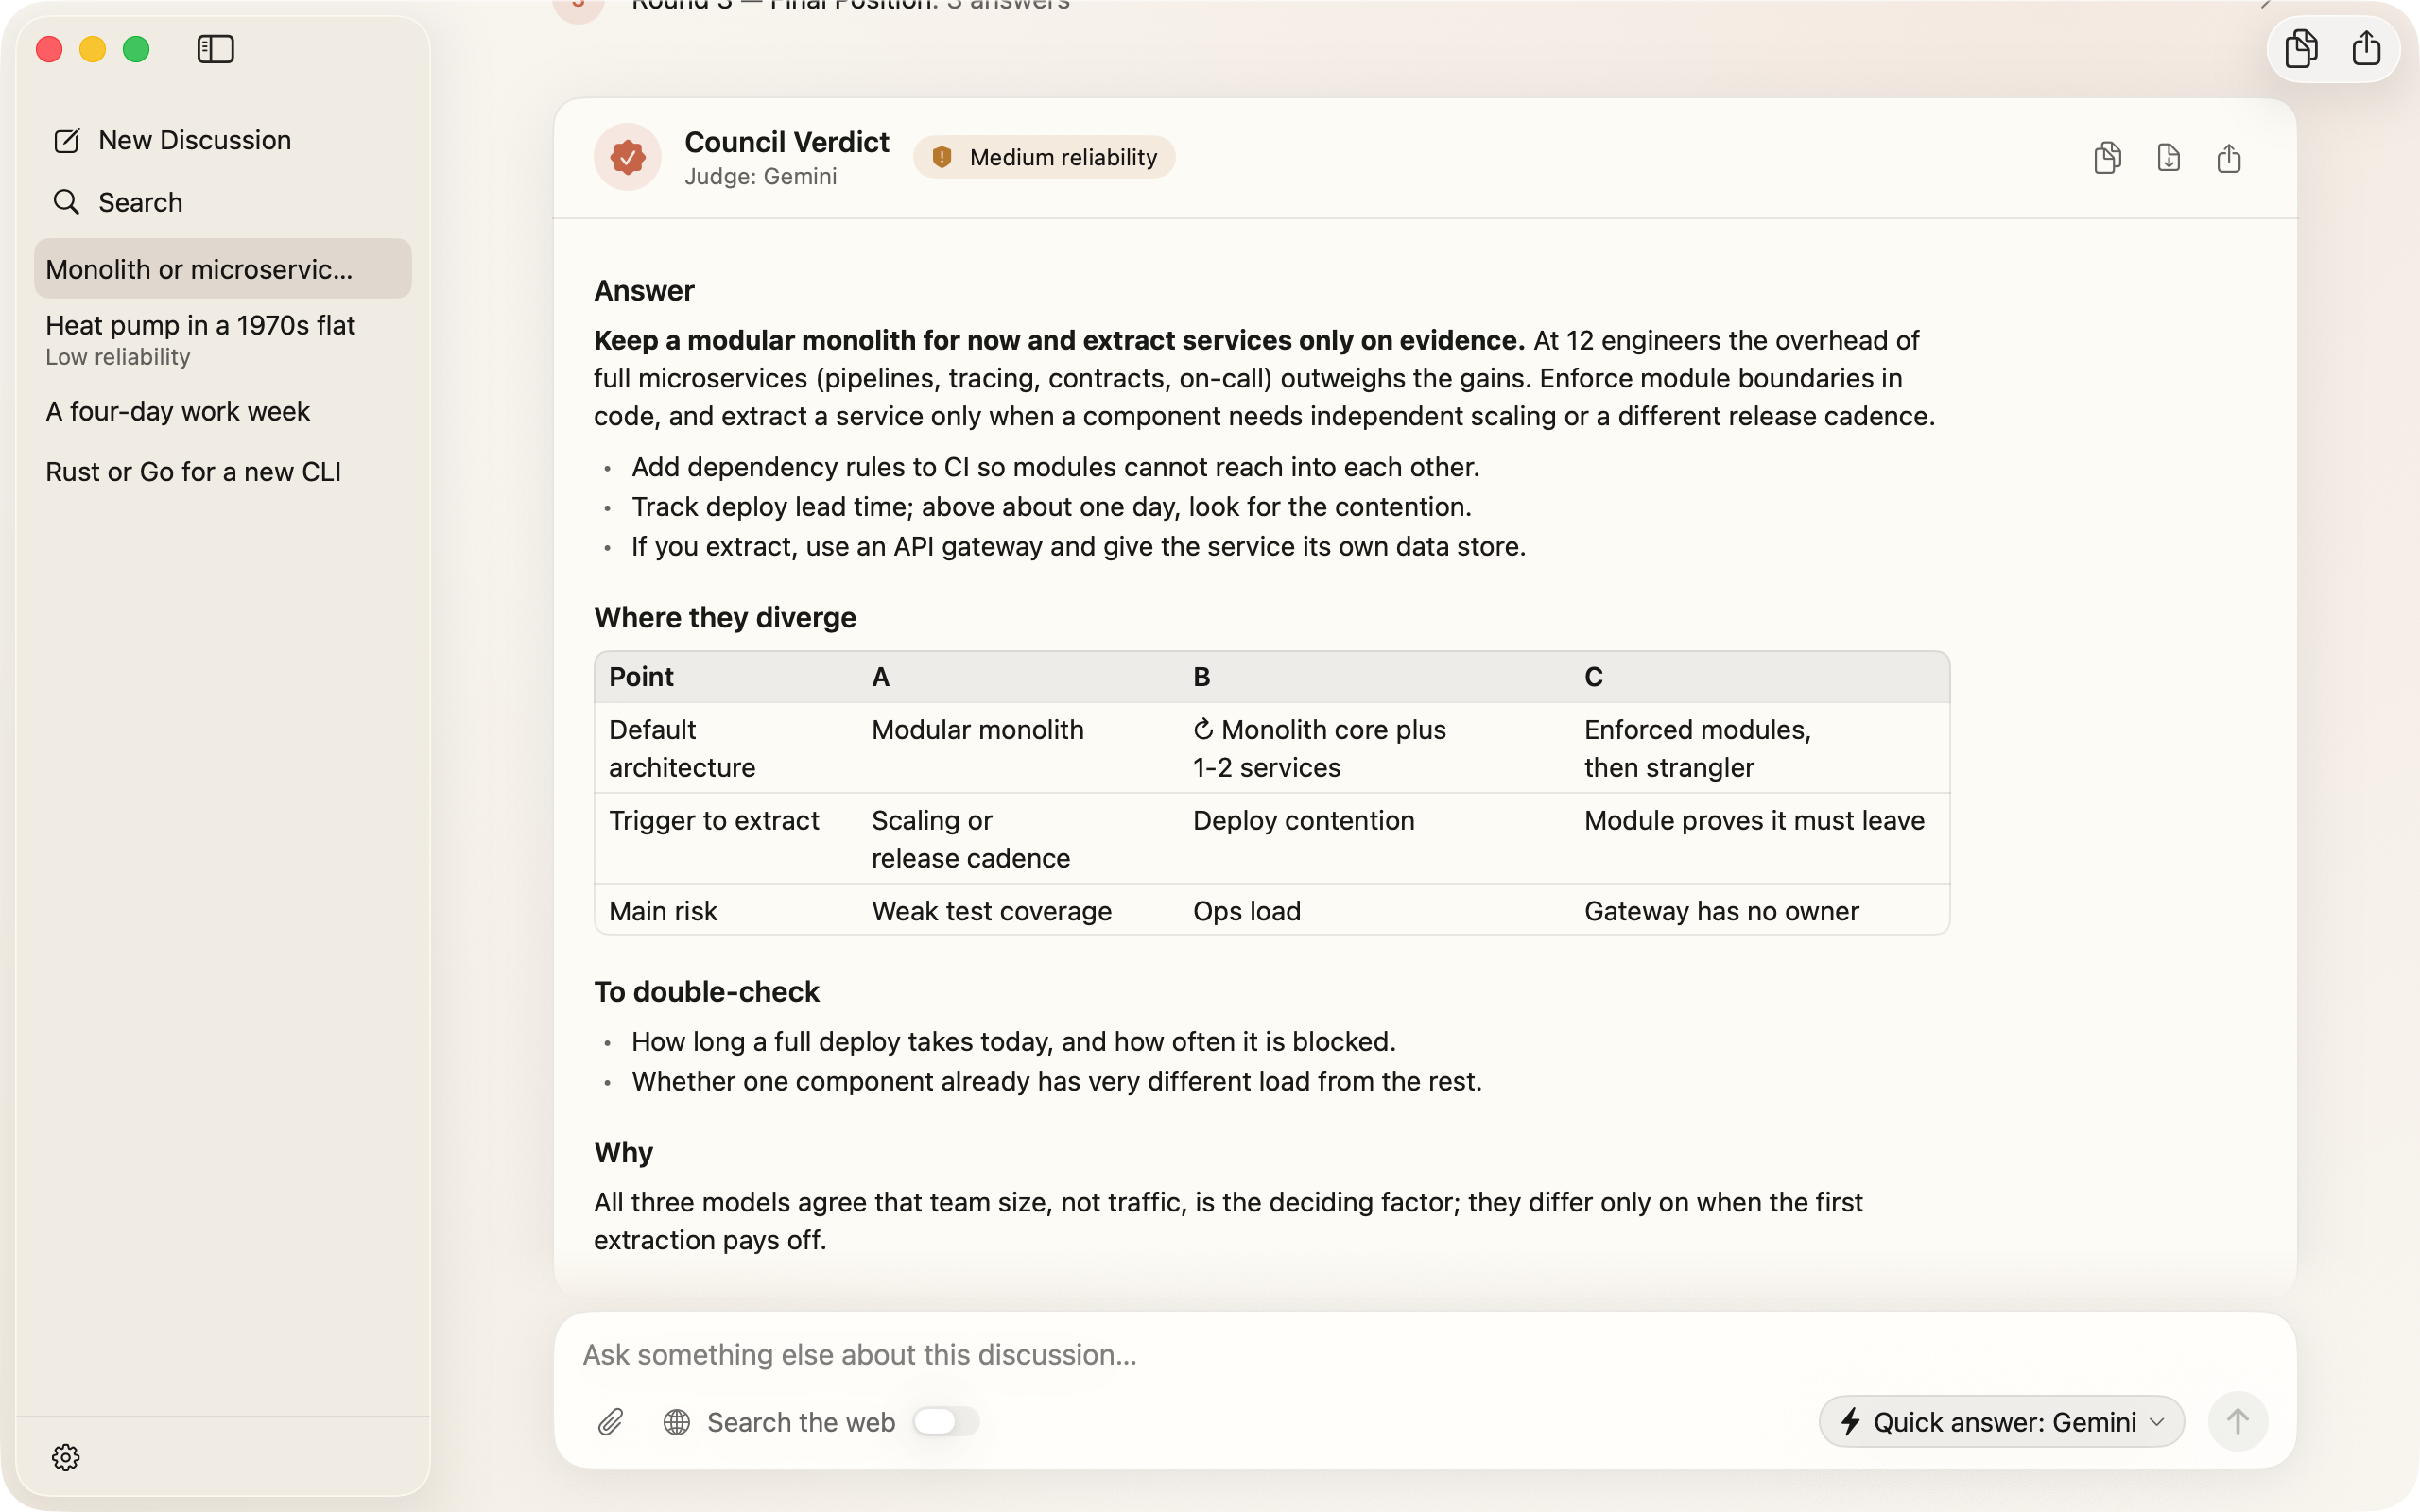 Round 3 — Final Position: 3 answers
New Discussion
Search
Monolith or microservic...
Heat pump in a 1970s flat
Low reliability
A four-day work week
Rust or Go for a new CLI
Council Verdict
Judge: Gemini
Medium reliability
Answer
Keep a modular monolith for now and extract services only on evidence. At 12 engineers the overhead of
full microservices (pipelines, tracing, contracts, on-call) outweighs the gains. Enforce module boundaries in
code, and extract a service only when a component needs independent scaling or a different release cadence.
• Add dependency rules to CI so modules cannot reach into each other.
• Track deploy lead time; above about one day, look for the contention.
• If you extract, use an API gateway and give the service its own data store.
Where they diverge
Point A B C
Default architecture
Modular monolith
↻ Monolith core plus
1-2 services
Enforced modules,
then strangler
Trigger to extract
Scaling or
release cadence
Deploy contention
Module proves it must leave
Main risk
Weak test coverage
Ops load
Gateway has no owner
To double-check
• How long a full deploy takes today, and how often it is blocked.
• Whether one component already has very different load from the rest.
Why
All three models agree that team size, not traffic, is the deciding factor; they differ only on when the first
extraction pays off.
Ask something else about this discussion...
Search the web
Quick answer: Gemini